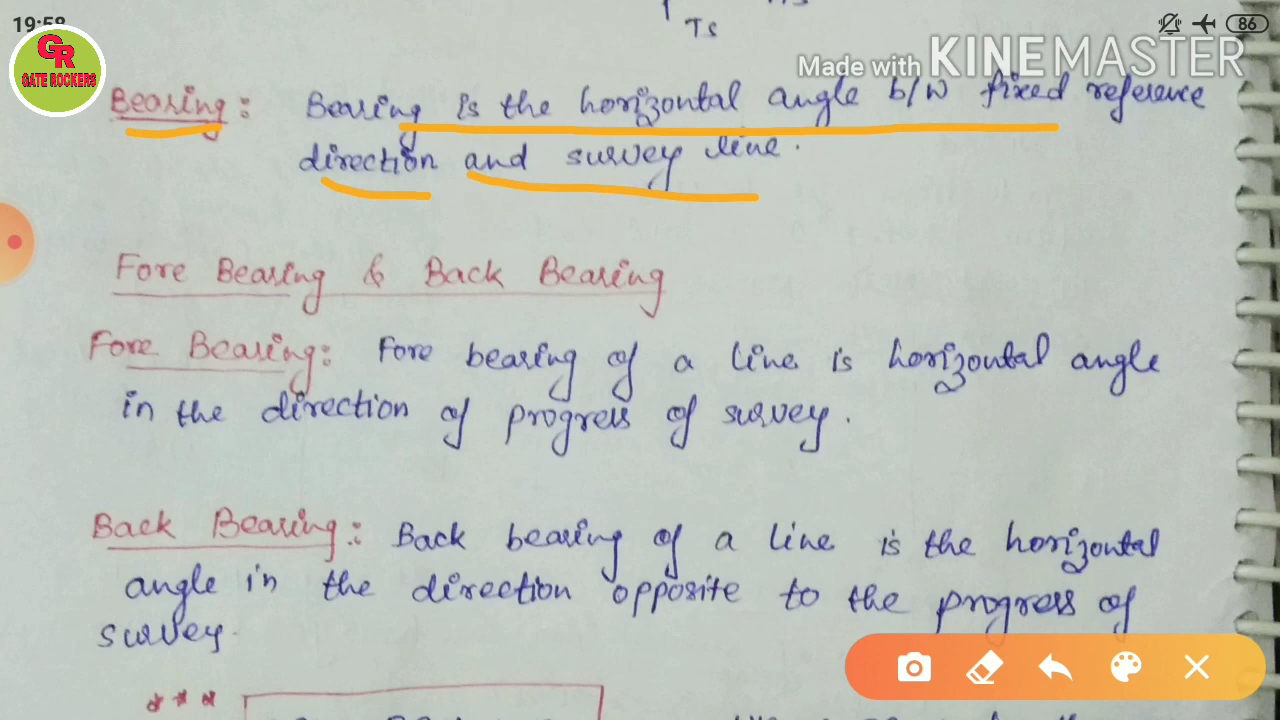 19:58
86
Ts
GR
GATE ROCKERS
Made with KINEMASTER
Bearing: Bearing is the horizontal angle b/w fixed reference
direction and survey line.
Fore Bearing & Back Bearing
Fore Bearing: Fore bearing of a line is horizontal angle
in the direction of progress of survey.
Back Bearing: Back bearing of a line is the horizontal
angle in the direction opposite to the progress of
survey.
***